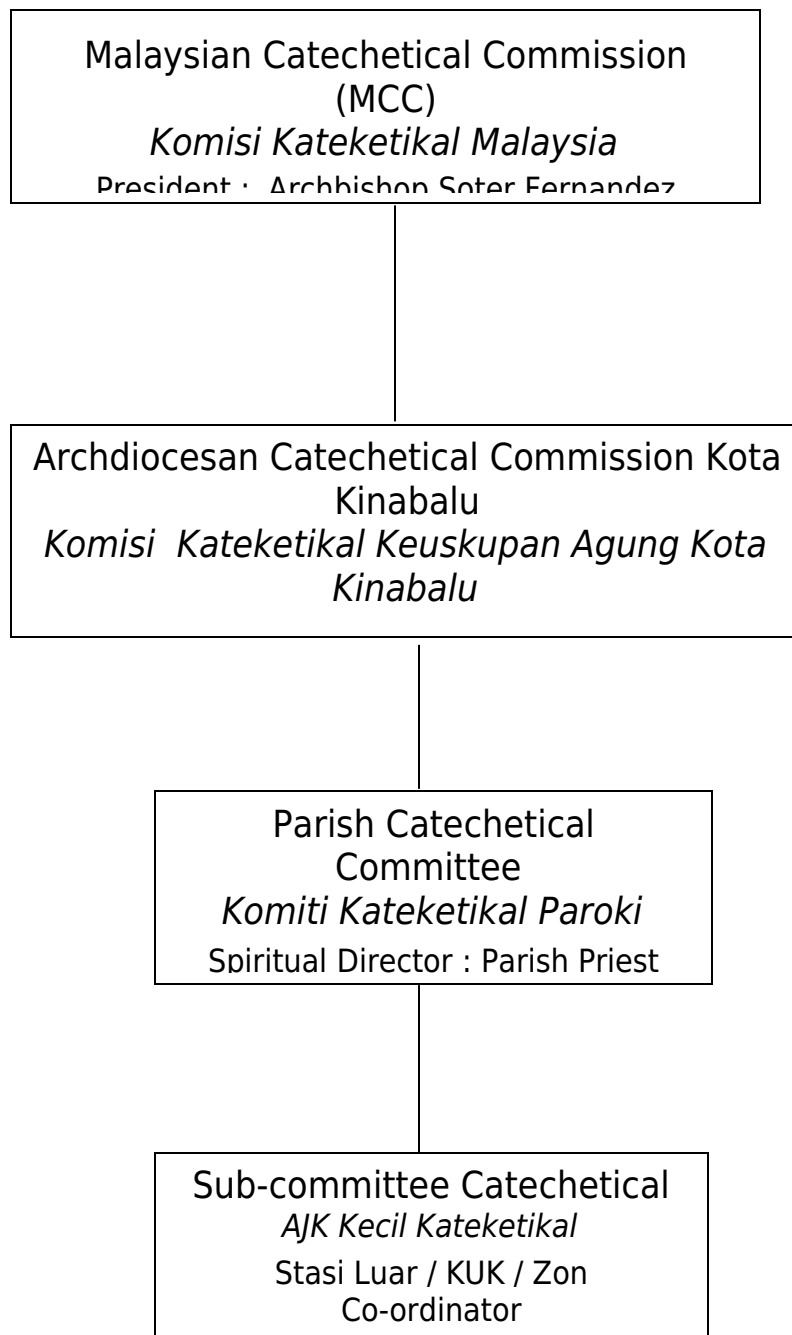 Malaysian Catechetical Commission
(MCC)
Komisi Kateketikal Malaysia
President : Archbishop Soter Fernandez
Archdiocesan Catechetical Commission Kota
Kinabalu
Komisi Kateketikal Keuskupan Agung Kota
Kinabalu
Parish Catechetical
Committee
Komiti Kateketikal Paroki
Spiritual Director : Parish Priest
Sub-committee Catechetical
AJK Kecil Kateketikal
Stasi Luar / KUK / Zon
Co-ordinator